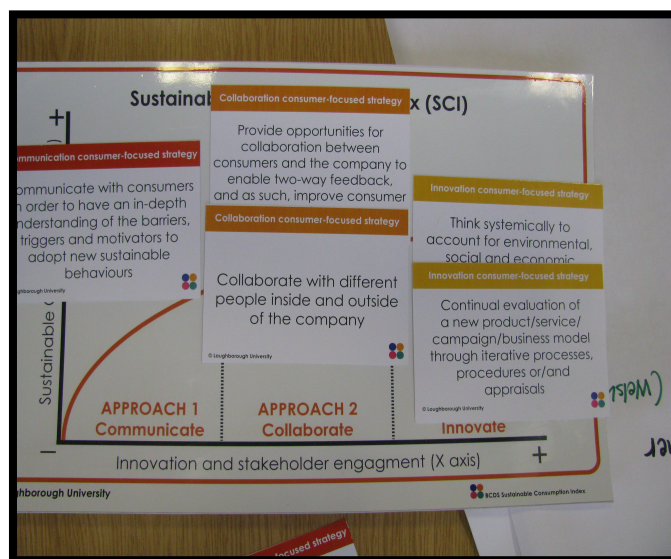 Sustainab
x (SCI)
+
Collaboration consumer-focused strategy
Provide opportunities for
collaboration between
consumers and the company to
enable two-way feedback,
and as such, improve consumer
ommunication consumer-focused strategy
ommunicate with consumers
n order to have an in-depth
nderstanding of the barriers,
triggers and motivators to
adopt new sustainable
behaviours
ughborough University
Collaboration consumer-focused strategy
Collaborate with different
people inside and outside
of the company
© Loughborough University
Innovation consumer-focused strategy
Think systemically to
account for environmental,
social and economic
Innovation consumer-focused strategy
Continual evaluation of
a new product/service/
campaign/business model
through iterative processes,
procedures or/and
appraisals
© Loughborough University
Sustainable
APPROACH 1
Communicate
APPROACH 2
Collaborate
Innovate
–
Innovation and stakeholder engagment (X axis)
+
ghborough University
BCDS Sustainable Consumption Index
cused strategy